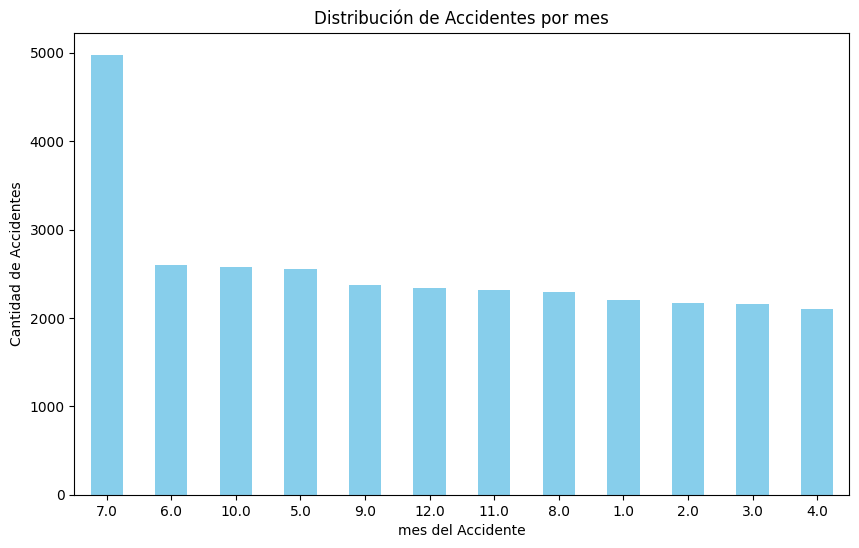 Distribución de Accidentes por mes
Cantidad de Accidentes
5000
4000
3000
2000
1000
0
7.0 6.0 10.0 5.0 9.0 12.0 11.0 8.0 1.0 2.0 3.0 4.0
mes del Accidente